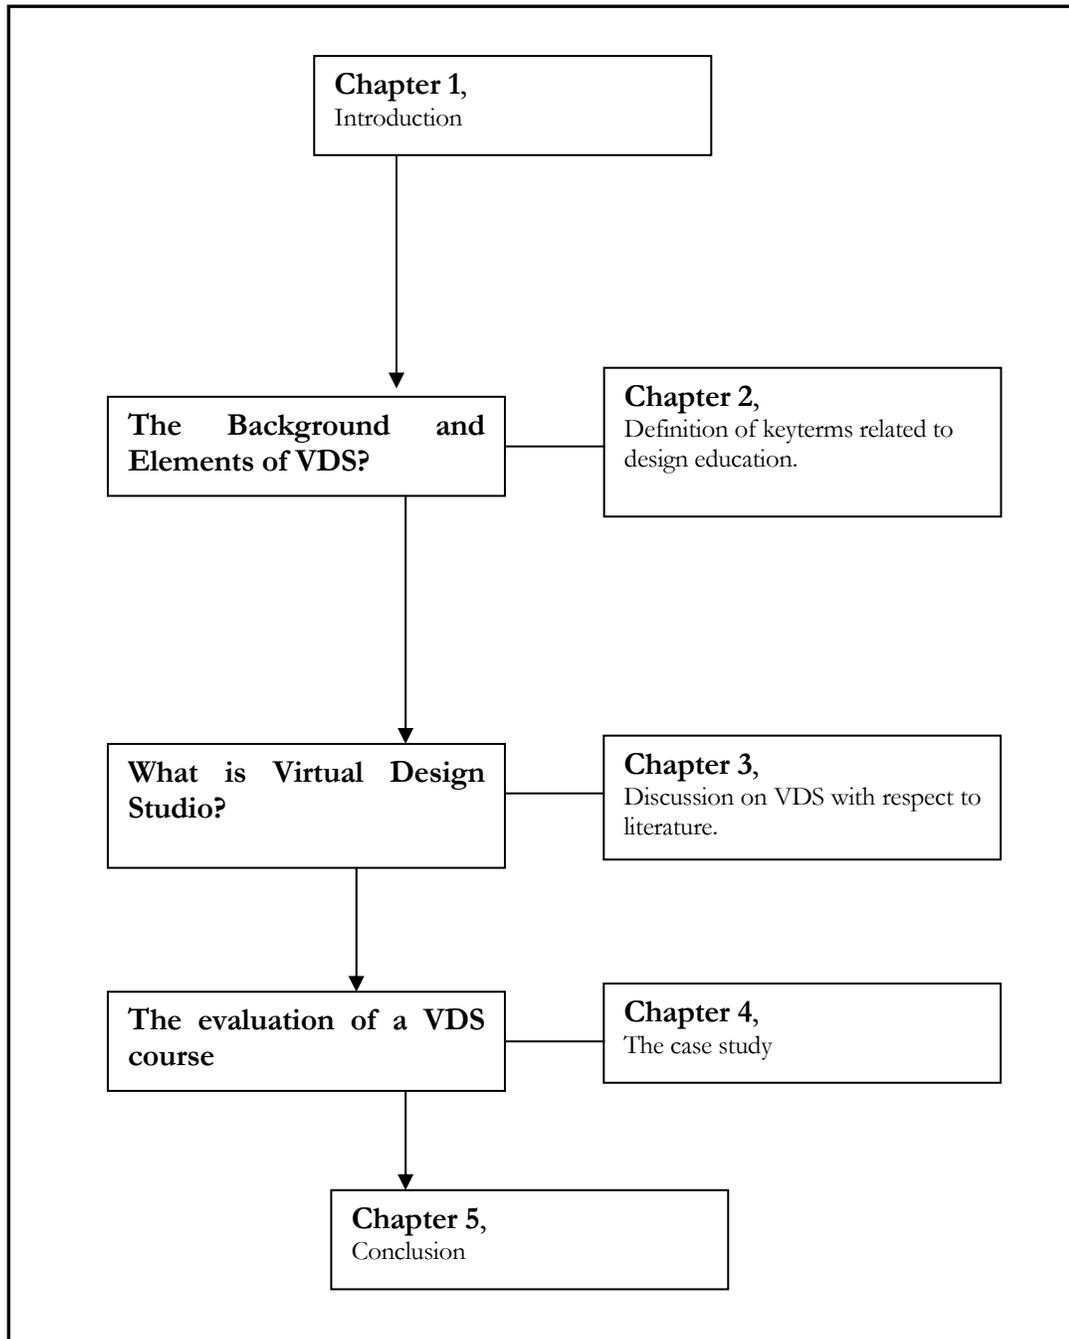 Chapter 1,
Introduction
The Background and
Elements of VDS?
Chapter 2,
Definition of keyterms related to
design education.
What is Virtual Design
Studio?
Chapter 3,
Discussion on VDS with respect to
literature.
The evaluation of a VDS
course
Chapter 4,
The case study
Chapter 5,
Conclusion